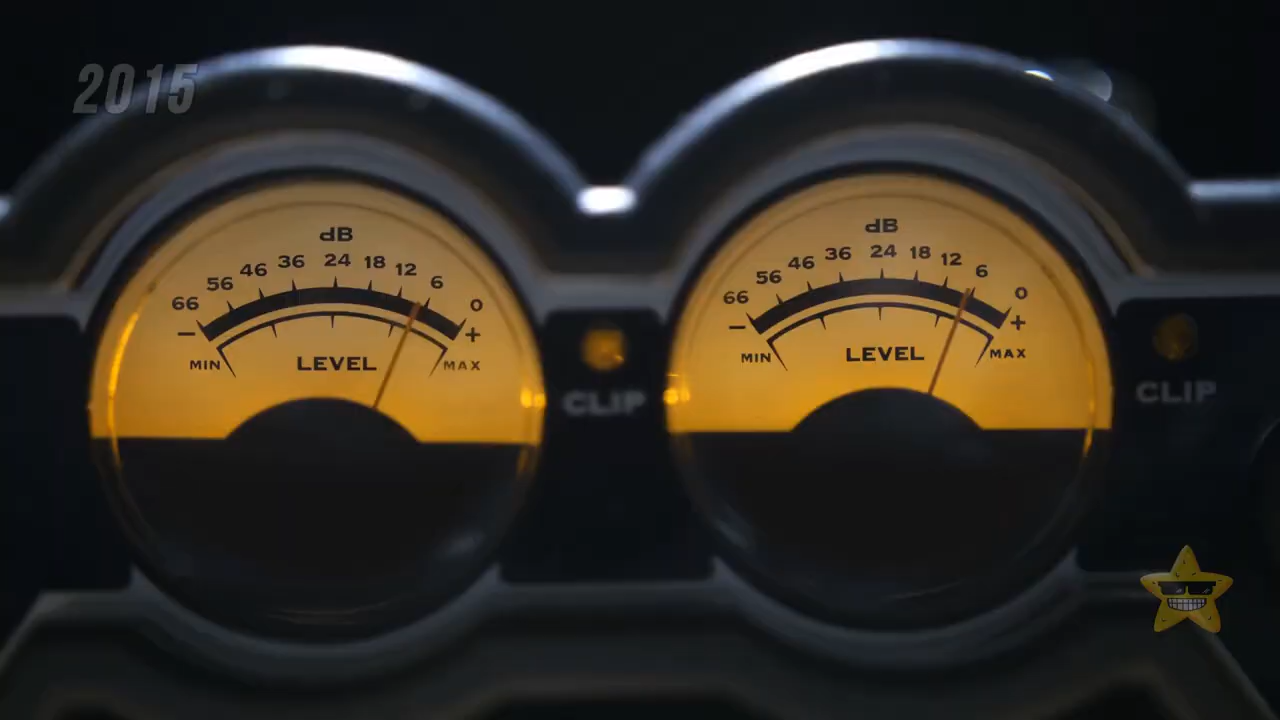 2015
dB
66 56 46 36 24 18 12 6 0
− +
MIN LEVEL MAX
CLIP
dB
66 56 46 36 24 18 12 6 0
− +
MIN LEVEL MAX
CLIP